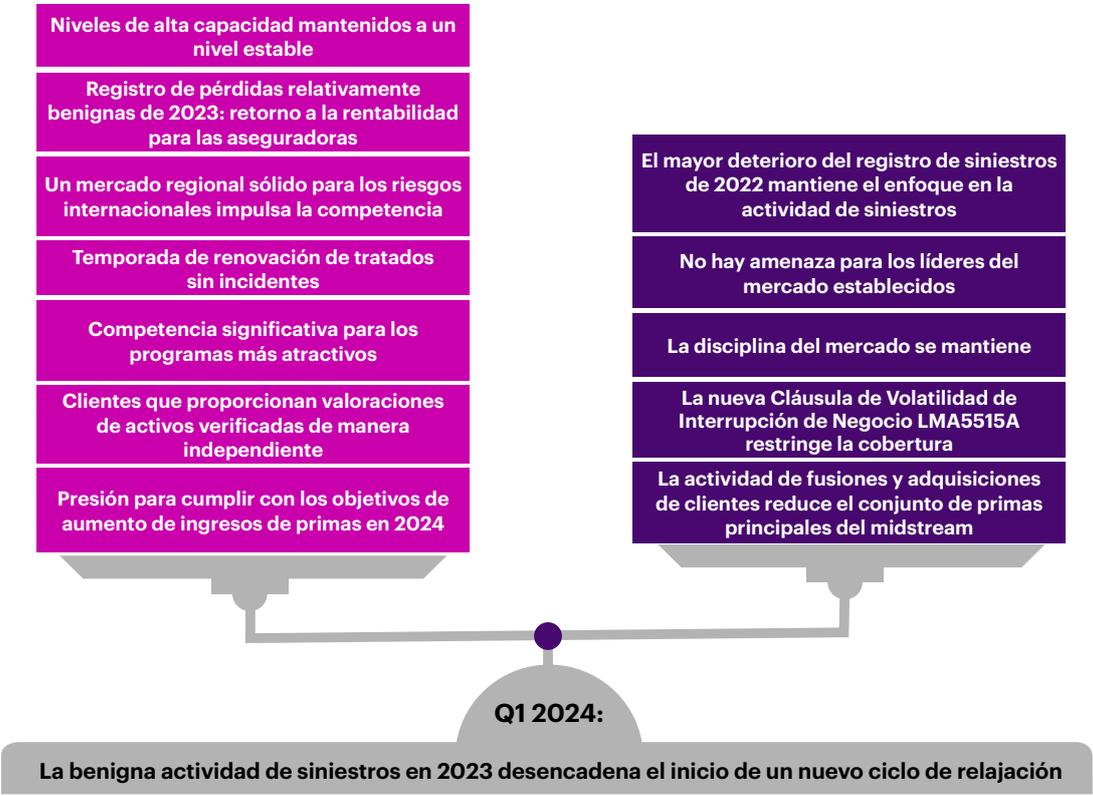 Niveles de alta capacidad mantenidos a un
nivel estable
Registro de pérdidas relativamente
benignas de 2023: retorno a la rentabilidad
para las aseguradoras
Un mercado regional sólido para los riesgos
internacionales impulsa la competencia
Temporada de renovación de tratados
sin incidentes
Competencia significativa para los
programas más atractivos
Clientes que proporcionan valoraciones
de activos verificadas de manera
independiente
Presión para cumplir con los objetivos de
aumento de ingresos de primas en 2024
El mayor deterioro del registro de siniestros
de 2022 mantiene el enfoque en la
actividad de siniestros
No hay amenaza para los líderes del
mercado establecidos
La disciplina del mercado se mantiene
La nueva Cláusula de Volatilidad de
Interrupción de Negocio LMA5515A
restringe la cobertura
La actividad de fusiones y adquisiciones
de clientes reduce el conjunto de primas
principales del midstream
Q1 2024:
La benigna actividad de siniestros en 2023 desencadena el inicio de un nuevo ciclo de relajación